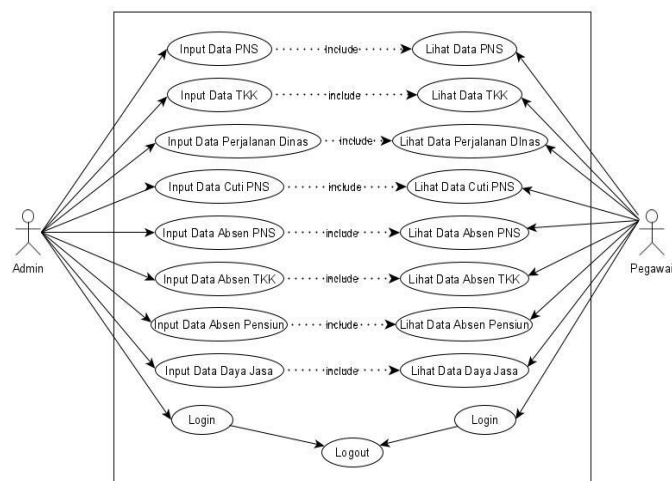 Input Data PNS include Lihat Data PNS
Input Data TKK include Lihat Data TKK
Input Data Perjalanan Dinas include Lihat Data Perjalanan DInas
Input Data Cuti PNS include Lihat Data Cuti PNS
Input Data Absen PNS include Lihat Data Absen PNS
Admin
Pegawai
Input Data Absen TKK include Lihat Data Absen TKK
Input Data Absen Pensiun include Lihat Data Absen Pensiun
Input Data Daya Jasa include Lihat Data Daya Jasa
Login
Login
Logout